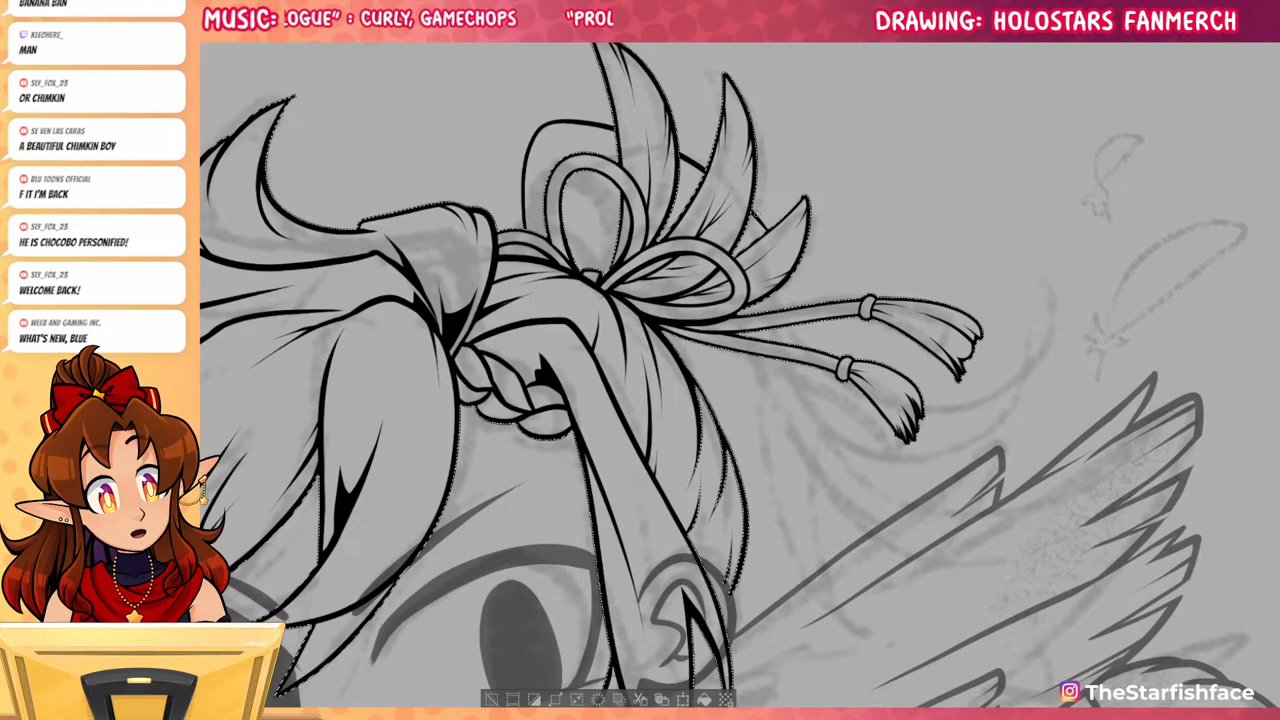 BANANA BAN
MUSIC: .OGUE" : CURLY, GAMECHOPS "PROL
DRAWING: HOLOSTARS FANMERCH
KLEOHERE_
MAN
SLY_FOX_23
OR CHIMKIN
SE VEN LAS CARAS
A BEAUTIFUL CHIMKIN BOY
BLU TOONS OFFICIAL
F IT I'M BACK
SLY_FOX_23
HE IS CHOCOBO PERSONIFIED!
SLY_FOX_23
WELCOME BACK!
WEEB AND GAMING INC.
WHAT'S NEW, BLUE
TheStarfishface